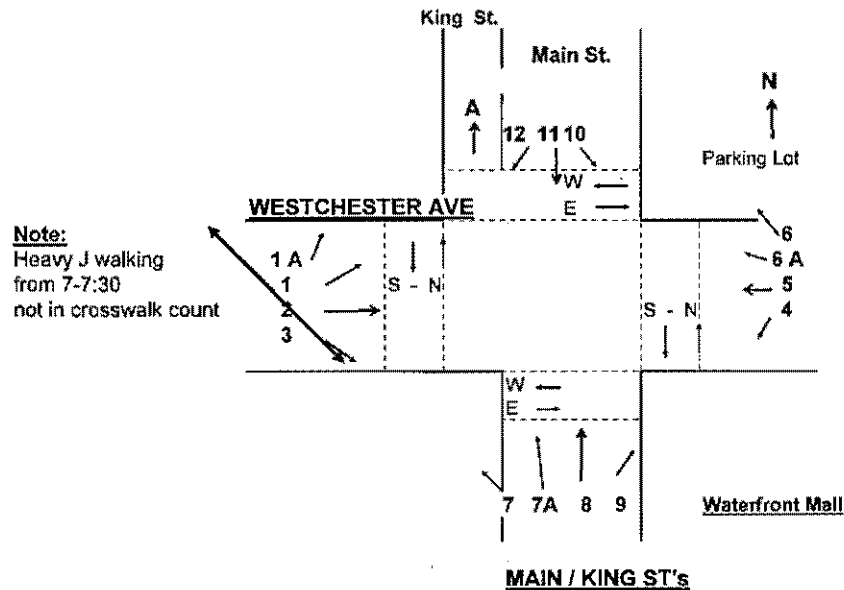 King St.
Main St.
N
A
12 11 10
Parking Lot
W
E
WESTCHESTER AVE
Note:
Heavy J walking
from 7-7:30
not in crosswalk count
1 A
1
2
3
S - N
6
6 A
5
4
S - N
W
E
7 7A 8 9
Waterfront Mall
MAIN / KING ST's